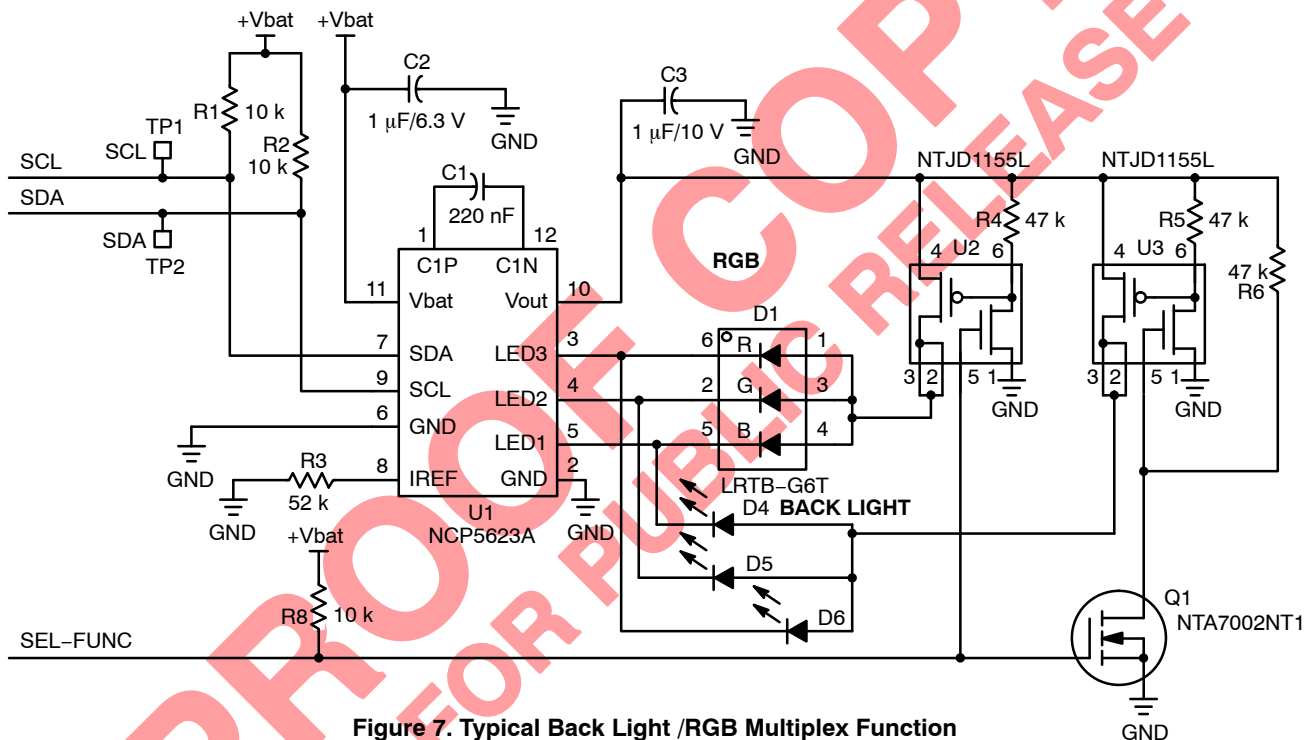 +Vbat
+Vbat
C2
1 μF/6.3 V
GND
C3
1 μF/10 V
GND
R1
10 k
R2
10 k
TP1
SCL
SCL
SDA
SDA
TP2
C1
220 nF
1
12
C1P
C1N
11
Vbat
Vout
10
7
SDA
LED3
3
9
SCL
LED2
4
6
GND
LED1
5
8
IREF
GND
2
GND
R3
52 k
GND
U1
NCP5623A
GND
RGB
D1
6
R
1
2
G
3
5
B
4
LRTB−G6T
D4
BACK LIGHT
D5
D6
NTJD1155L
R4
47 k
U2
4
6
3
2
5
1
GND
NTJD1155L
R5
47 k
U3
4
6
3
2
5
1
GND
47 k
R6
+Vbat
R8
10 k
SEL−FUNC
Q1
NTA7002NT1
GND
Figure 7. Typical Back Light /RGB Multiplex Function
PROOF COP
FOR PUBLIC RELEASE